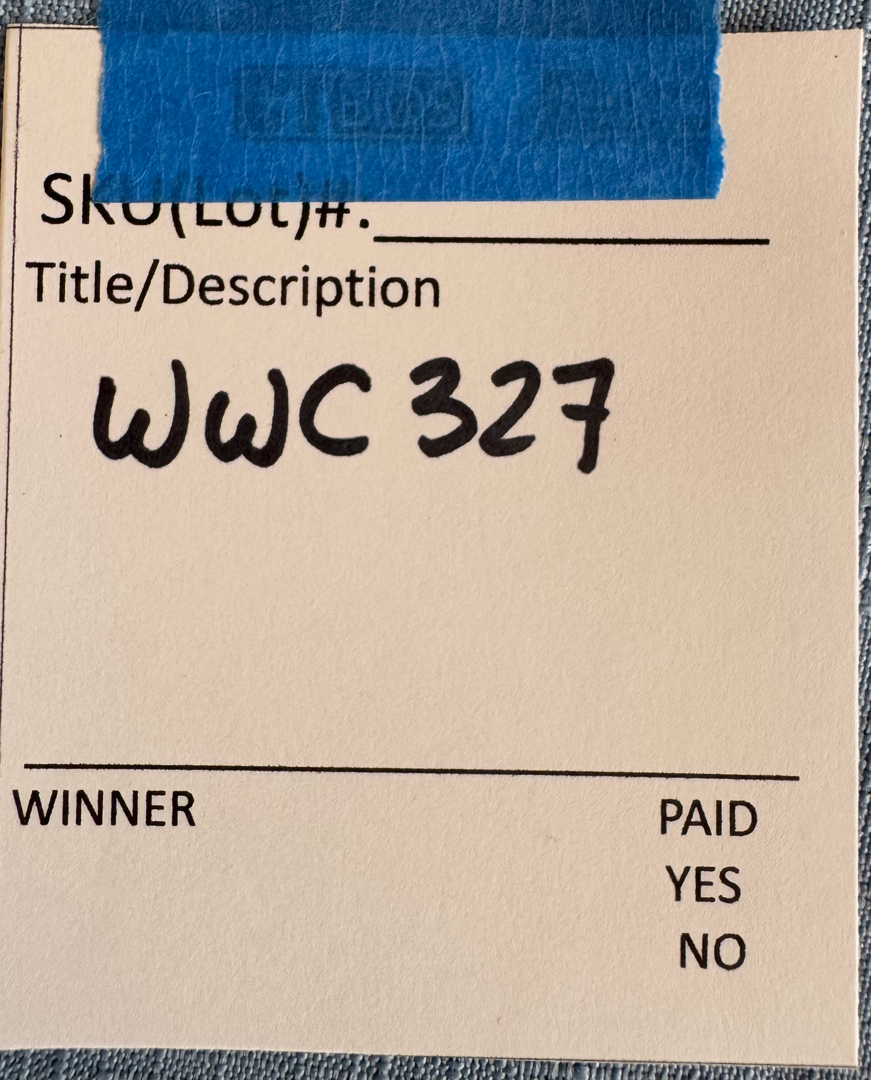 SKU(Lot)#.
Title/Description
WWC 327
WINNER PAID
YES
NO